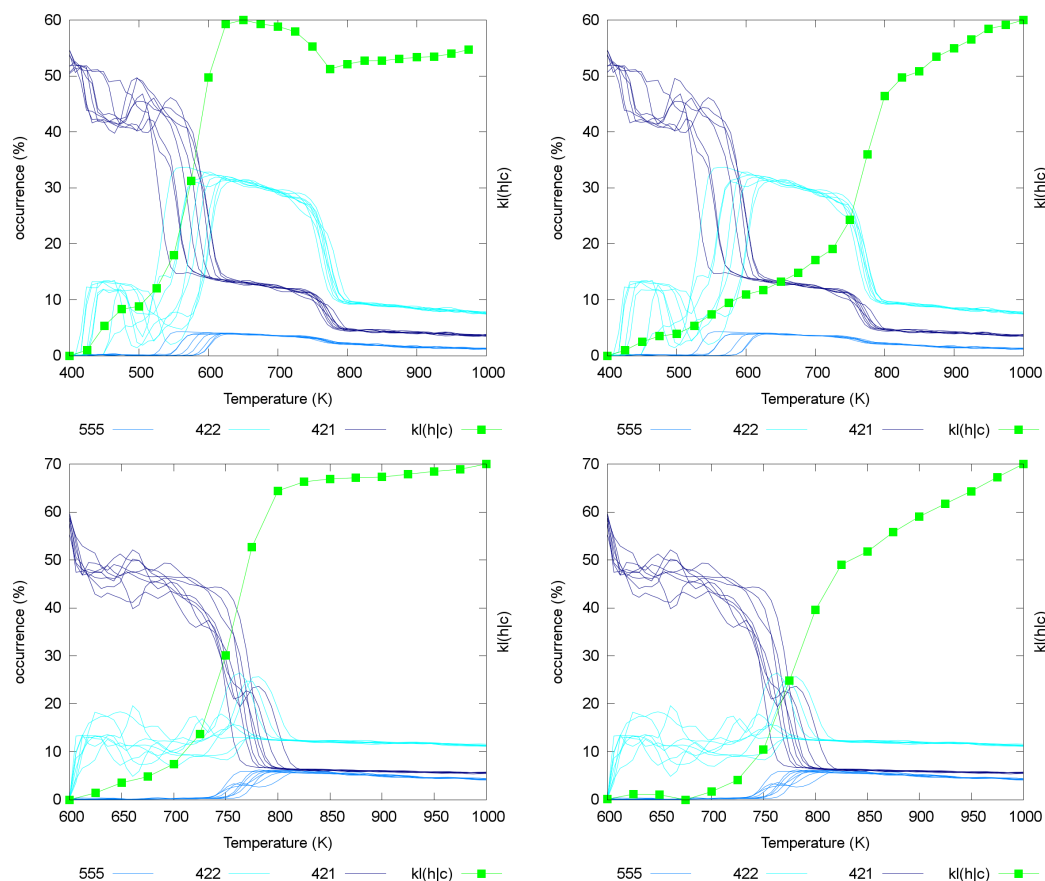 60
50
40
30
20
10
0
occurrence (%)
kl(h|c)
400 500 600 700 800 900 1000
Temperature (K)
555 422 421 kl(h|c)
60
50
40
30
20
10
0
occurrence (%)
kl(h|c)
400 500 600 700 800 900 1000
Temperature (K)
555 422 421 kl(h|c)
70
60
50
40
30
20
10
0
occurrence (%)
kl(h|c)
600 650 700 750 800 850 900 950 1000
Temperature (K)
555 422 421 kl(h|c)
70
60
50
40
30
20
10
0
occurrence (%)
kl(h|c)
600 650 700 750 800 850 900 950 1000
Temperature (K)
555 422 421 kl(h|c)